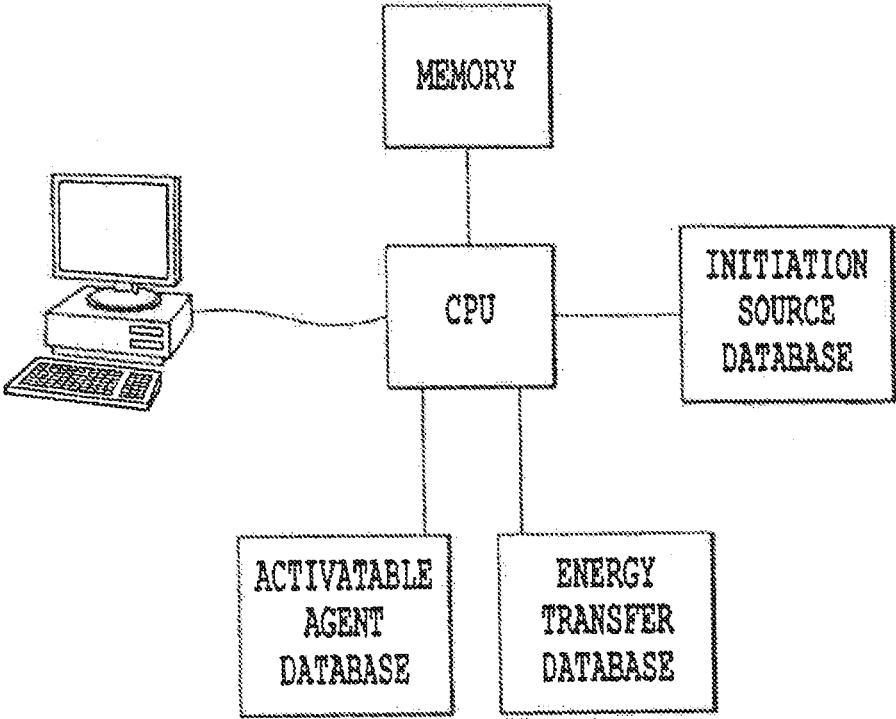 MEMORY
CPU
INITIATION
SOURCE
DATABASE
ACTIVATABLE
AGENT
DATABASE
ENERGY
TRANSFER
DATABASE